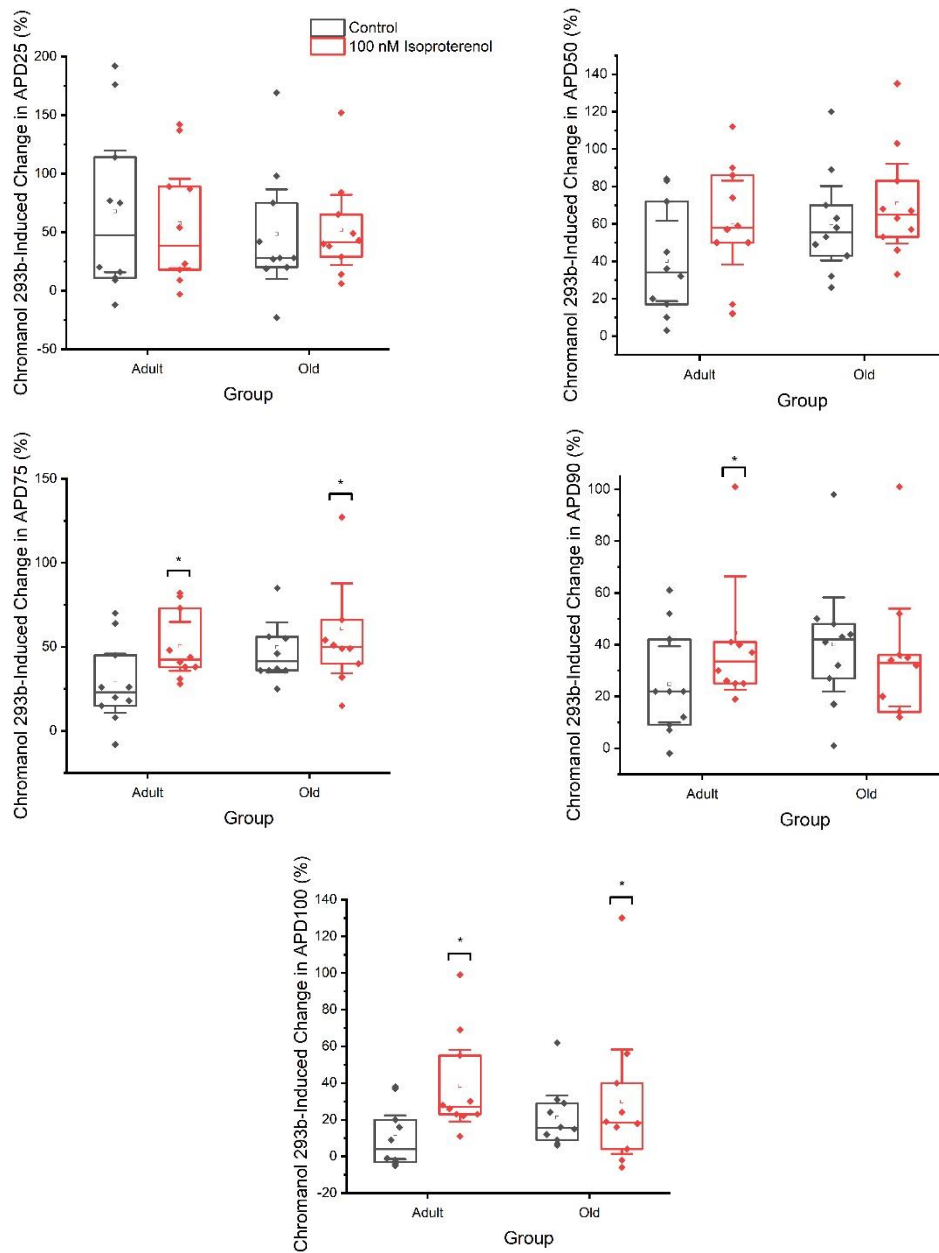 Control
100 nM Isoproterenol
Chromanol 293b-Induced Change in APD25 (%)
200
150
100
50
0
-50
Adult
Old
Group
Chromanol 293b-Induced Change in APD50 (%)
140
120
100
80
60
40
20
0
Adult
Old
Group
Chromanol 293b-Induced Change in APD75 (%)
150
100
50
0
*
*
Adult
Old
Group
Chromanol 293b-Induced Change in APD90 (%)
100
80
60
40
20
0
*
Adult
Old
Group
Chromanol 293b-Induced Change in APD100 (%)
140
120
100
80
60
40
20
0
-20
*
*
Adult
Old
Group